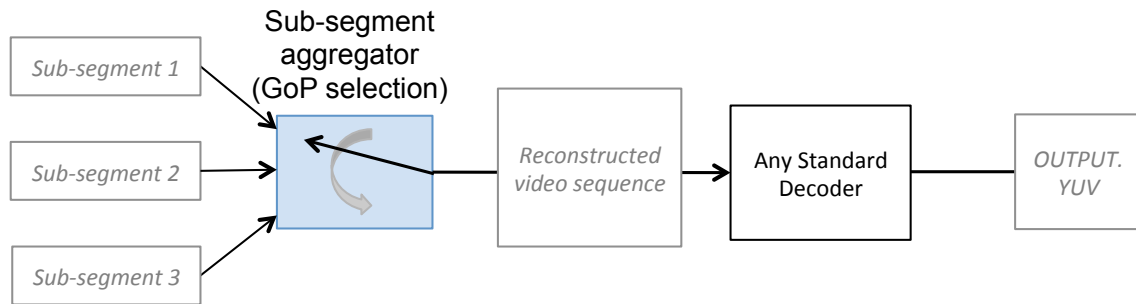 Sub-segment
aggregator
(GoP selection)
Sub-segment 1
Sub-segment 2
Sub-segment 3
Reconstructed
video sequence
Any Standard
Decoder
OUTPUT.
YUV